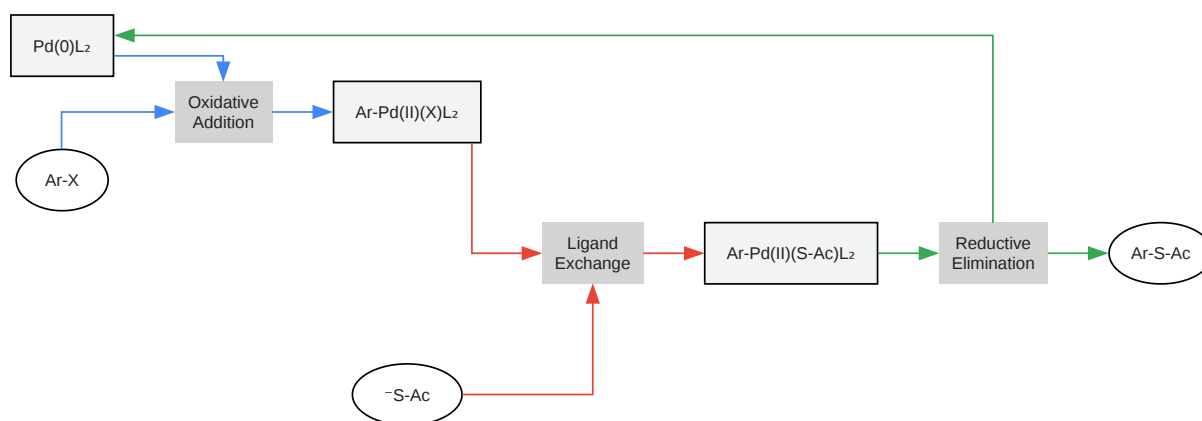 Pd(0)L₂
Oxidative
Addition
Ar-Pd(II)(X)L₂
Ar-X
Ligand
Exchange
Ar-Pd(II)(S-Ac)L₂
Reductive
Elimination
Ar-S-Ac
⁻S-Ac